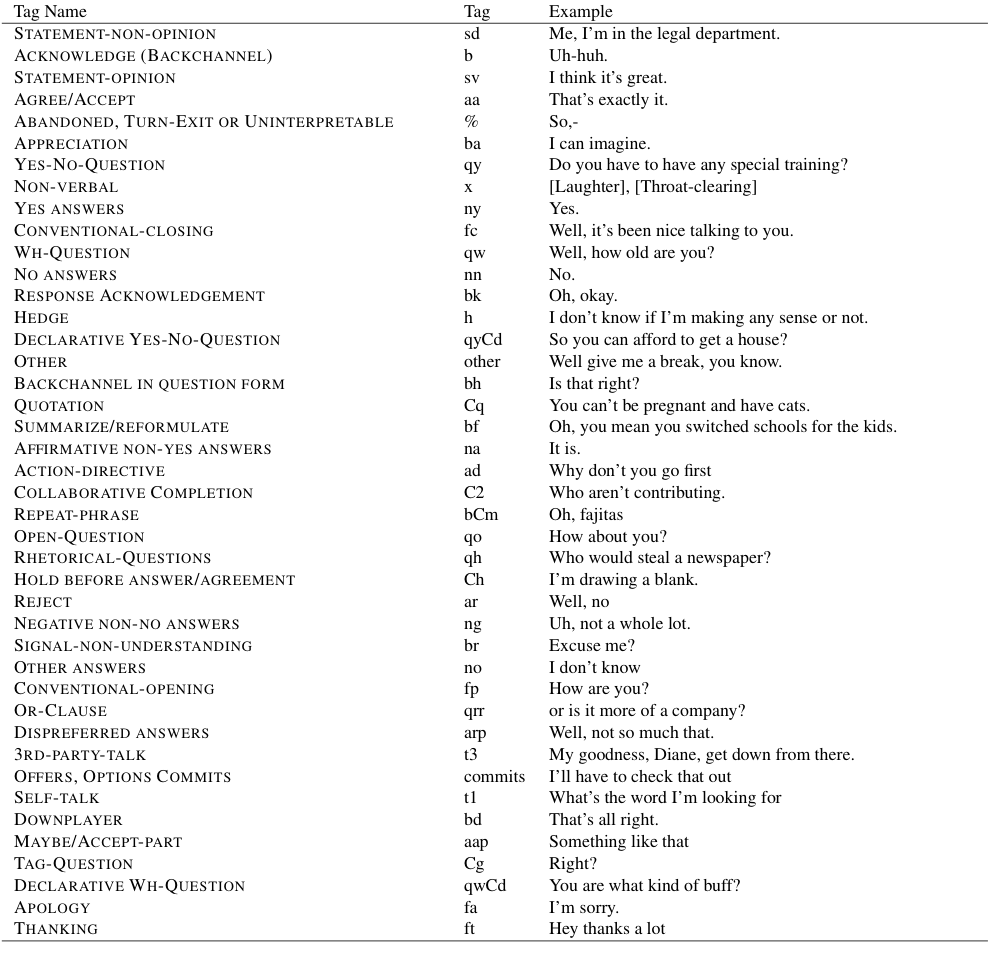 Tag Name Tag Example
STATEMENT-NON-OPINION sd Me, I'm in the legal department.
ACKNOWLEDGE (BACKCHANNEL) b Uh-huh.
STATEMENT-OPINION sv I think it's great.
AGREE/ACCEPT aa That's exactly it.
ABANDONED, TURN-EXIT OR UNINTERPRETABLE % So,-
APPRECIATION ba I can imagine.
YES-NO-QUESTION qy Do you have to have any special training?
NON-VERBAL x [Laughter], [Throat-clearing]
YES ANSWERS ny Yes.
CONVENTIONAL-CLOSING fc Well, it's been nice talking to you.
WH-QUESTION qw Well, how old are you?
NO ANSWERS nn No.
RESPONSE ACKNOWLEDGEMENT bk Oh, okay.
HEDGE h I don't know if I'm making any sense or not.
DECLARATIVE YES-NO-QUESTION qyCd So you can afford to get a house?
OTHER other Well give me a break, you know.
BACKCHANNEL IN QUESTION FORM bh Is that right?
QUOTATION Cq You can't be pregnant and have cats.
SUMMARIZE/REFORMULATE bf Oh, you mean you switched schools for the kids.
AFFIRMATIVE NON-YES ANSWERS na It is.
ACTION-DIRECTIVE ad Why don't you go first
COLLABORATIVE COMPLETION C2 Who aren't contributing.
REPEAT-PHRASE bCm Oh, fajitas
OPEN-QUESTION qo How about you?
RHETORICAL-QUESTIONS qh Who would steal a newspaper?
HOLD BEFORE ANSWER/AGREEMENT Ch I'm drawing a blank.
REJECT ar Well, no
NEGATIVE NON-NO ANSWERS ng Uh, not a whole lot.
SIGNAL-NON-UNDERSTANDING br Excuse me?
OTHER ANSWERS no I don't know
CONVENTIONAL-OPENING fp How are you?
OR-CLAUSE qrr or is it more of a company?
DISPREFERRED ANSWERS arp Well, not so much that.
3RD-PARTY-TALK t3 My goodness, Diane, get down from there.
OFFERS, OPTIONS COMMITS commits I'll have to check that out
SELF-TALK t1 What's the word I'm looking for
DOWNPLAYER bd That's all right.
MAYBE/ACCEPT-PART aap Something like that
TAG-QUESTION Cg Right?
DECLARATIVE WH-QUESTION qwCd You are what kind of buff?
APOLOGY fa I'm sorry.
THANKING ft Hey thanks a lot